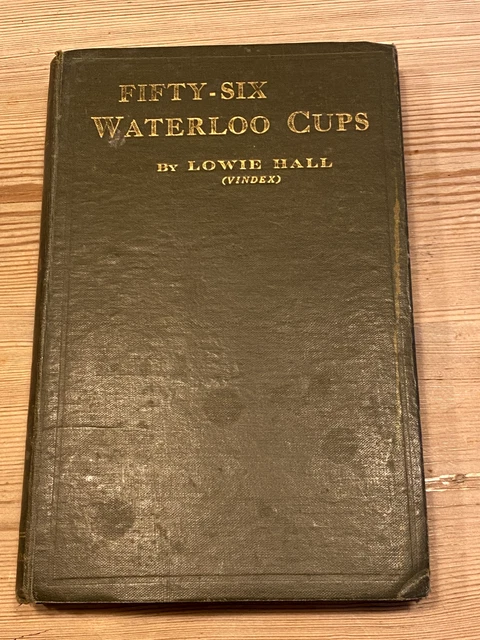 FIFTY-SIX
WATERLOO CUPS
BY LOWIE HALL
(VINDEX)